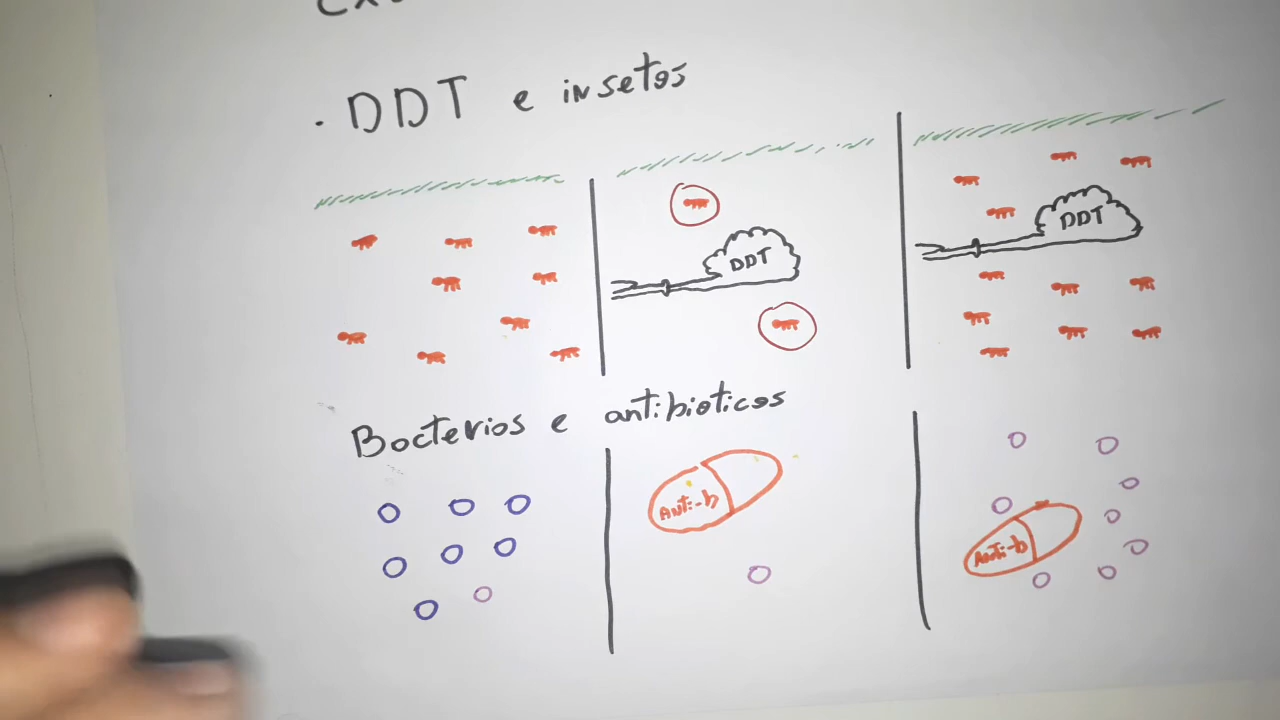 . DDT e insetos
DDT
DDT
Bacterias e antibioticos
Anti-b
Anti-b